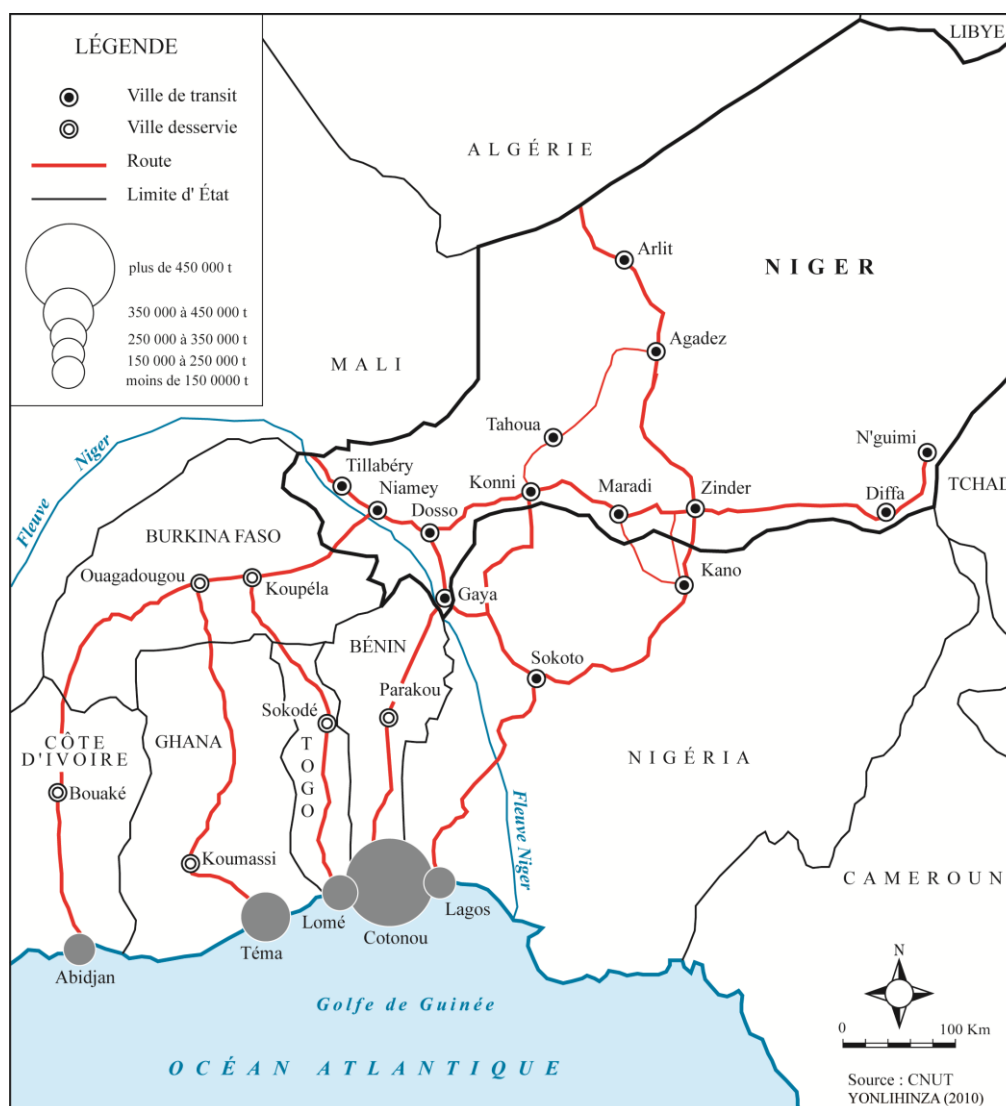 LÉGENDE
Ville de transit
Ville desservie
Route
Limite d' État
plus de 450 000 t
350 000 à 450 000 t
250 000 à 350 000 t
150 000 à 250 000 t
moins de 150 0000 t
LIBYE
ALGÉRIE
NIGER
MALI
Arlit
Agadez
Tahoua
N'guimi
TCHAD
Fleuve Niger
Tillabéry
Niamey
Dosso
Konni
Maradi
Zinder
Diffa
BURKINA FASO
Ouagadougou
Koupéla
Gaya
Kano
BÉNIN
Parakou
Sokoto
Sokodé
CÔTE
D'IVOIRE
GHANA
TOGO
NIGÉRIA
Bouaké
Koumassi
Fleuve Niger
CAMEROUN
Abidjan
Téma
Lomé
Cotonou
Lagos
Golfe de Guinée
OCÉAN ATLANTIQUE
N
0 100 Km
Source : CNUT
YONLIHINZA (2010)